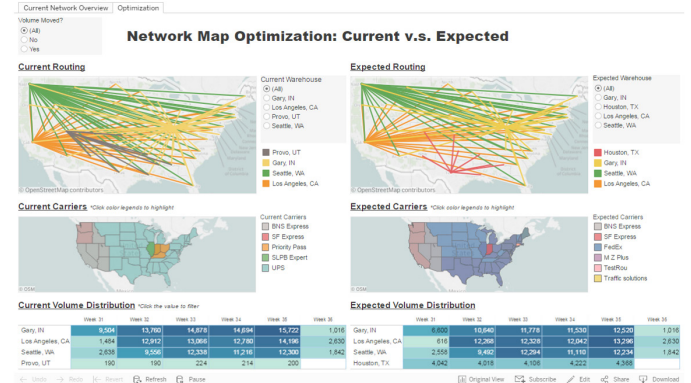 Current Network Overview
Optimization
Volume Moved?
(All)
No
Yes
Network Map Optimization: Current v.s. Expected
Current Routing
Current Warehouse
(All)
Gary, IN
Los Angeles, CA
Provo, UT
Seattle, WA
Provo, UT
Gary, IN
Seattle, WA
Los Angeles, CA
© OpenStreetMap contributors
Expected Routing
Expected Warehouse
(All)
Gary, IN
Houston, TX
Los Angeles, CA
Seattle, WA
Houston, TX
Gary, IN
Seattle, WA
Los Angeles, CA
© OpenStreetMap contributors
Current Carriers *Click color legends to highlight
Current Carriers
BNS Express
SF Express
Priority Pass
SLPB Expert
UPS
© OSM
Expected Carriers *Click color legends to highlight
Expected Carriers
BNS Express
SF Express
FedEx
M Z Plus
TestRou
Traffic solutions
© OSM
Current Volume Distribution *Click the value to filter
Week 31 Week 32 Week 33 Week 34 Week 35 Week 36
Gary, IN 9,504 13,760 14,878 14,694 15,722 1,016
Los Angeles, CA 1,484 12,912 13,066 12,780 14,196 2,630
Seattle, WA 2,638 9,556 12,338 11,216 12,300 1,842
Provo, UT 190 190 224 214 200
Expected Volume Distribution
Week 31 Week 32 Week 33 Week 34 Week 35 Week 36
Gary, IN 6,600 10,640 11,778 11,530 12,520 1,016
Los Angeles, CA 616 12,268 12,328 12,042 13,296 2,630
Seattle, WA 2,558 9,492 12,294 11,110 12,234 1,842
Houston, TX 4,042 4,018 4,106 4,222 4,368
Undo Redo Revert Refresh Pause
Original View Subscribe Edit Share Download